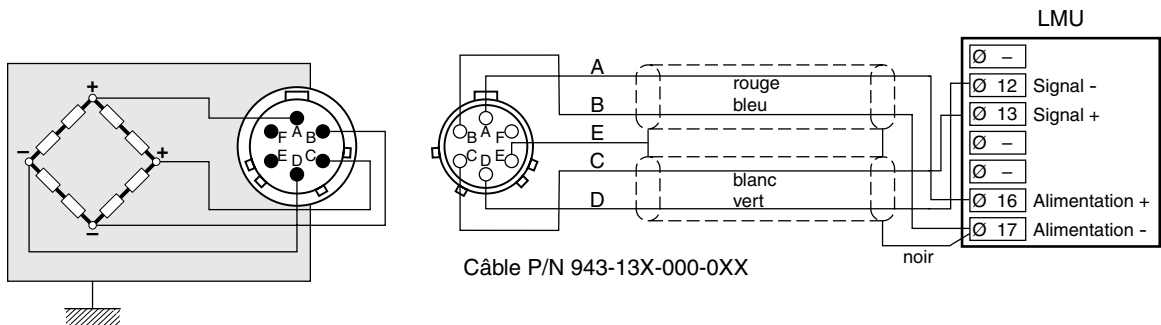 LMU
+
−
+
−
A
B
F
E
D
C
B
A
F
C
D
E
A
rouge
B
bleu
E
C
blanc
D
vert
noir
Ø –
Ø 12 Signal -
Ø 13 Signal +
Ø –
Ø –
Ø 16 Alimentation +
Ø 17 Alimentation -
Câble P/N 943-13X-000-0XX